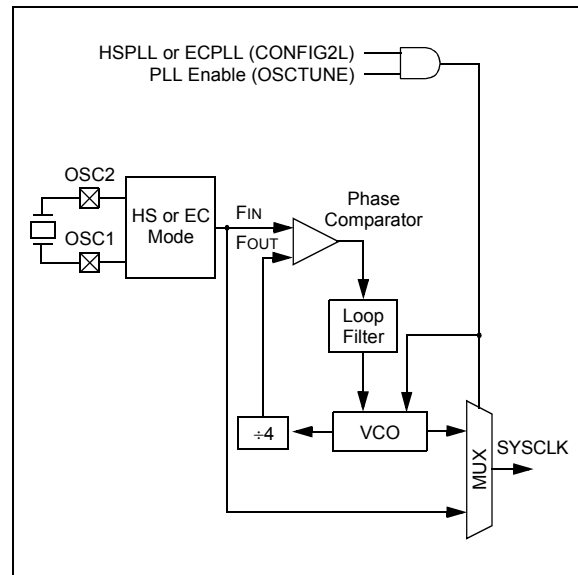 HSPLL or ECPLL (CONFIG2L)
PLL Enable (OSCTUNE)
OSC2
OSC1
HS or EC
Mode
FIN
FOUT
Phase
Comparator
Loop
Filter
÷4
VCO
MUX
SYSCLK